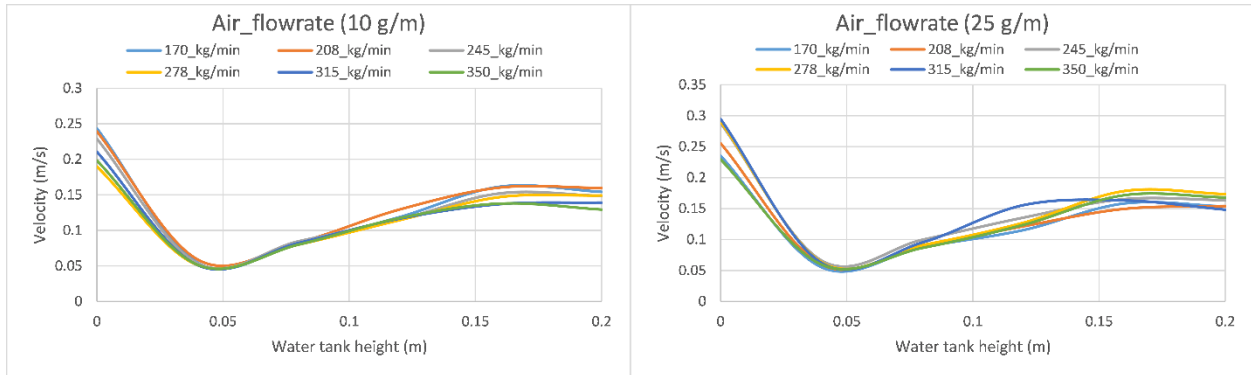 Air_flowrate (10 g/m)
170_kg/min 208_kg/min 245_kg/min
278_kg/min 315_kg/min 350_kg/min
0.3
0.25
0.2
0.15
0.1
0.05
0
Velocity (m/s)
0 0.05 0.1 0.15 0.2
Water tank height (m)
Air_flowrate (25 g/m)
170_kg/min 208_kg/min 245_kg/min
278_kg/min 315_kg/min 350_kg/min
0.35
0.3
0.25
0.2
0.15
0.1
0.05
0
Velocity (m/s)
0 0.05 0.1 0.15 0.2
Water tank height (m)